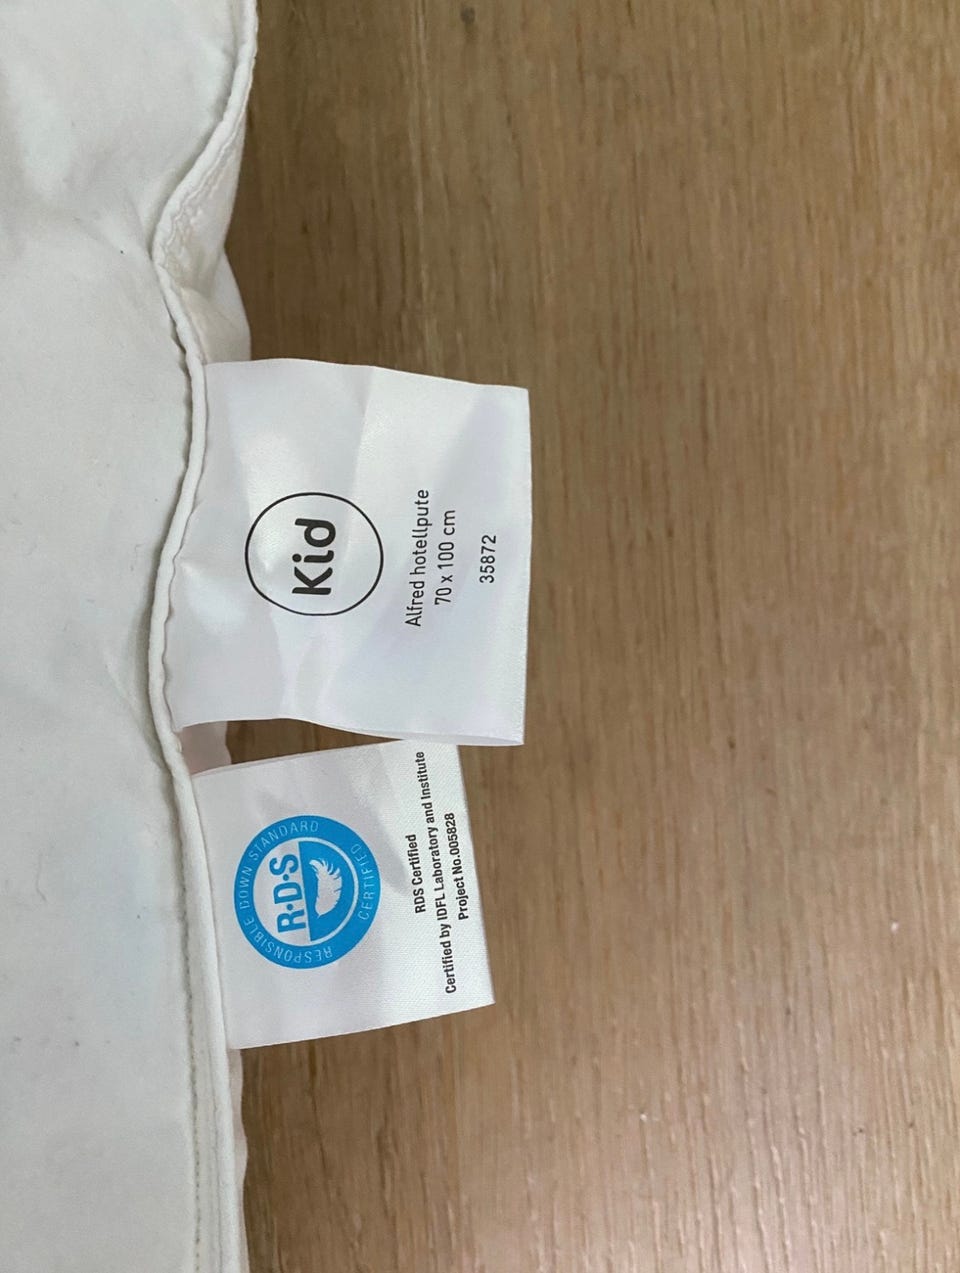 Kid
Alfred hotellpute
70 x 100 cm
35872
RESPONSIBLE DOWN STANDARD
R·D·S
CERTIFIED
RDS Certified
Certified by IDFL Laboratory and Institute
Project No.005828